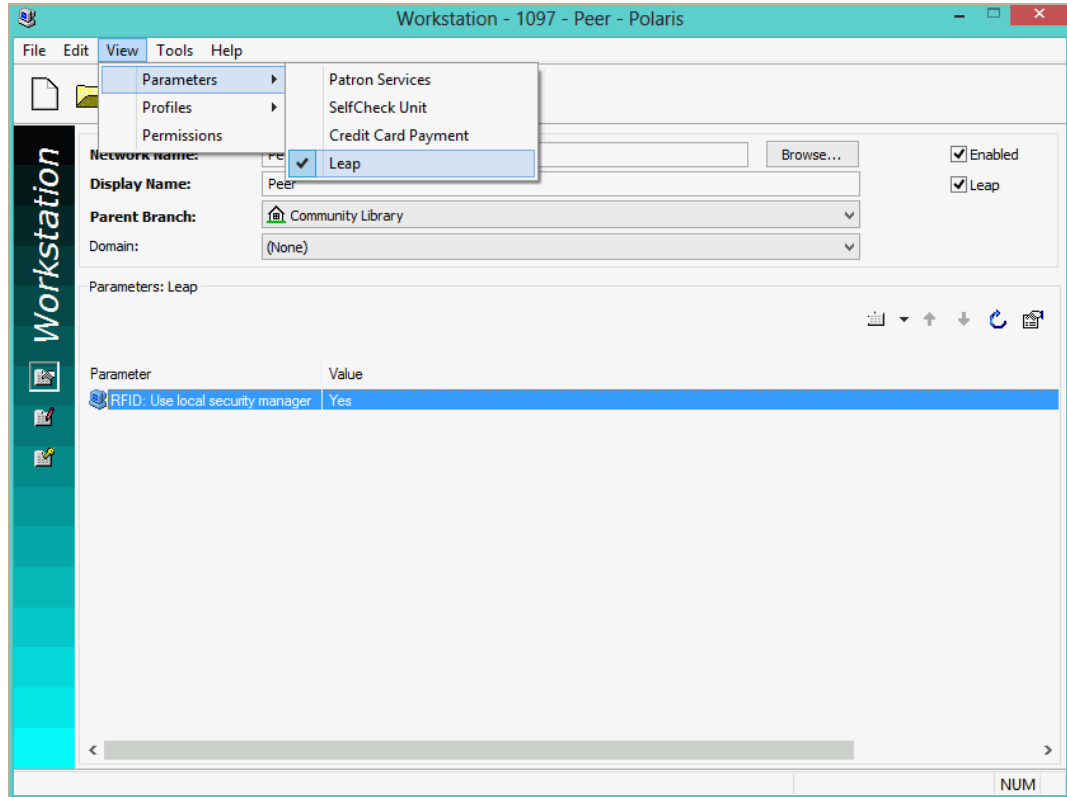 Workstation - 1097 - Peer - Polaris
File Edit View Tools Help
Parameters
Profiles
Permissions
Patron Services
SelfCheck Unit
Credit Card Payment
Leap
Workstation
Network Name: Pe Browse... Enabled
Display Name: Peer Leap
Parent Branch: Community Library
Domain: (None)
Parameters: Leap
Parameter Value
RFID: Use local security manager Yes
NUM